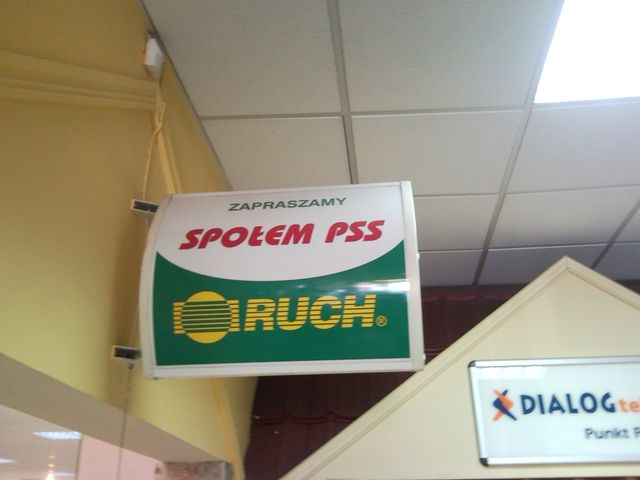 ZAPRASZAMY
SPOŁEM PSS
RUCH®
DIALOG
Punkt